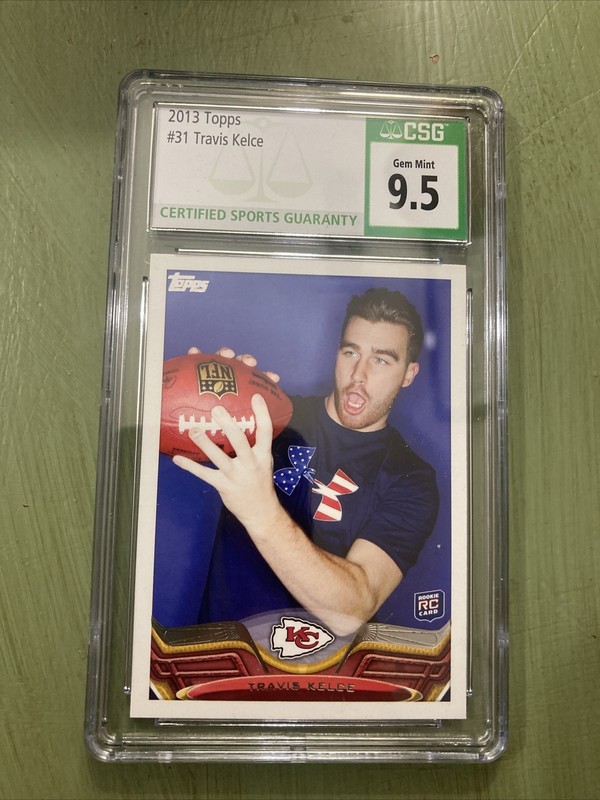 2013 Topps
#31 Travis Kelce
CERTIFIED SPORTS GUARANTY
CSG
Gem Mint
9.5
topps
NFL
ROOKIE
RC
CARD
KC
TRAVIS KELCE